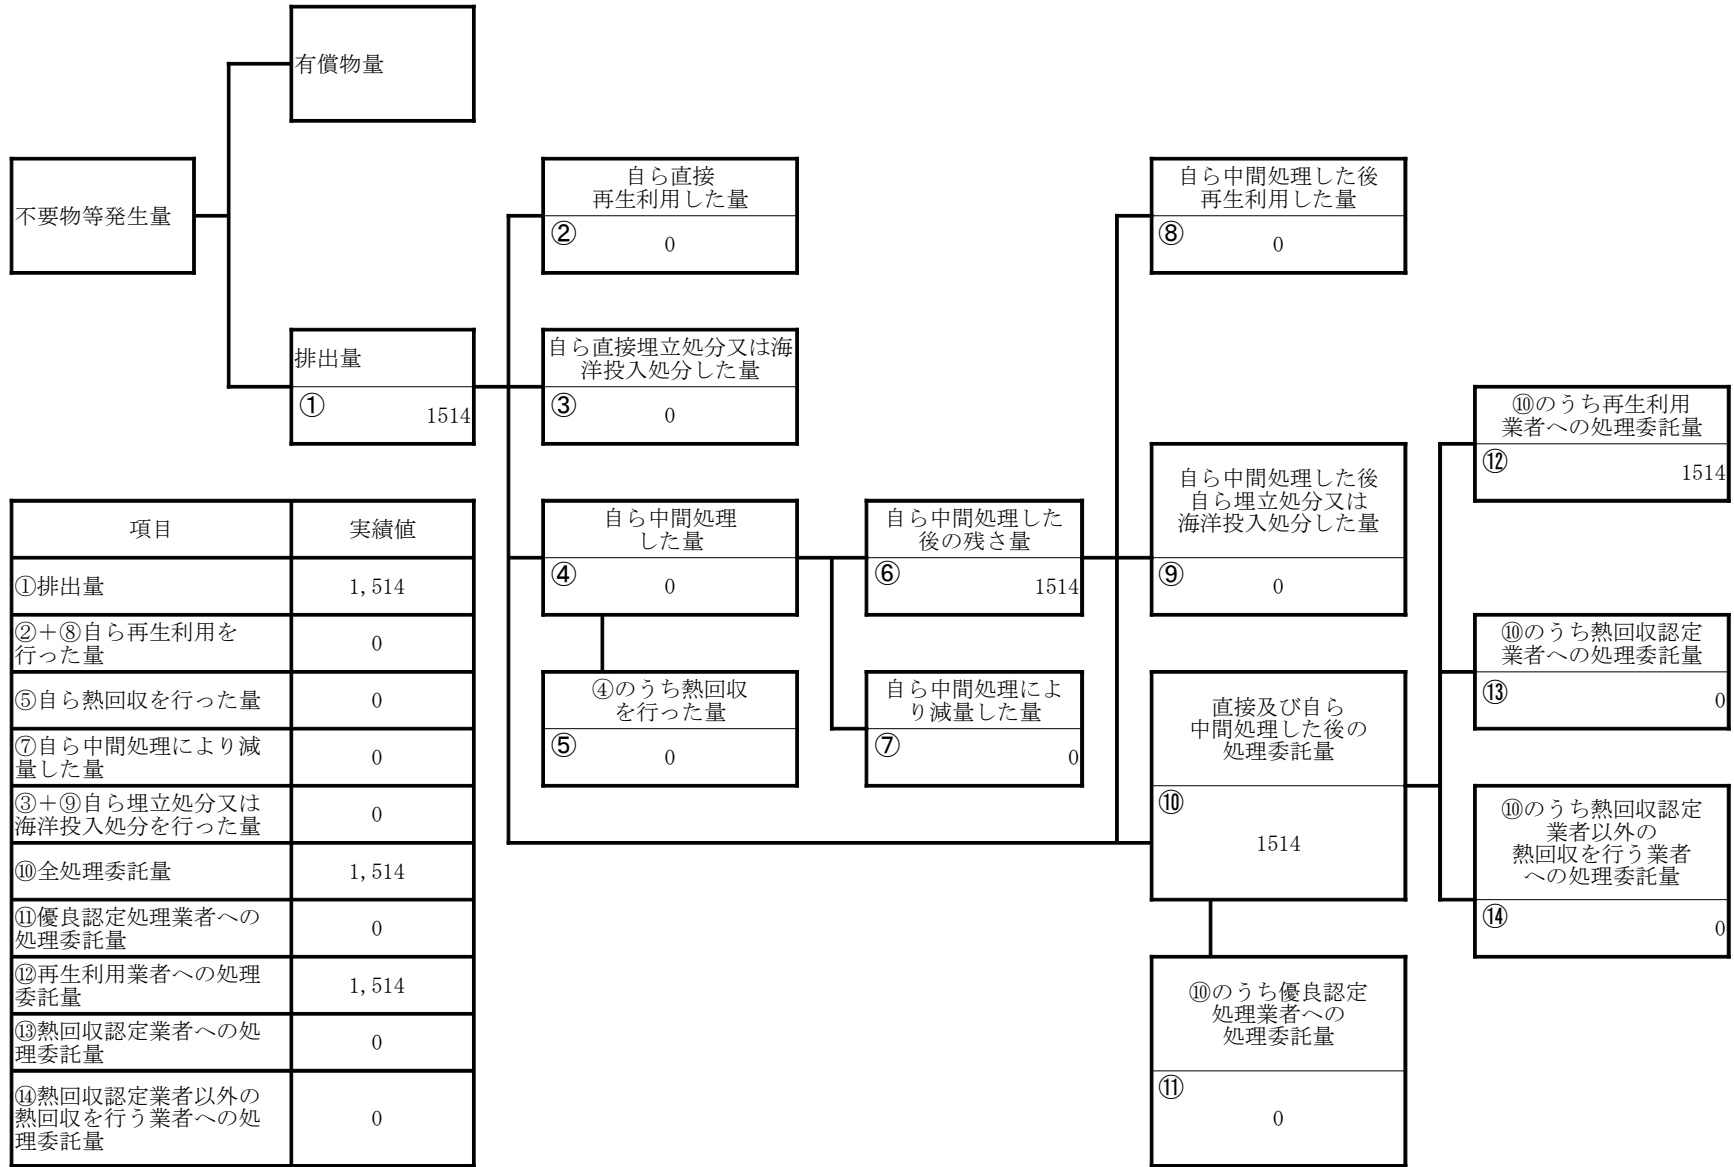 有償物量
不要物等発生量
自ら直接
再生利用した量
②
0
自ら中間処理した後
再生利用した量
⑧
0
排出量
①
1514
自ら直接埋立処分又は海
洋投入処分した量
③
0
⑩のうち再生利用
業者への処理委託量
⑫
1514
自ら中間処理
した量
④
0
自ら中間処理した
後の残さ量
⑥
1514
自ら中間処理した後
自ら埋立処分又は
海洋投入処分した量
⑨
0
⑩のうち熱回収認定
業者への処理委託量
⑬
0
④のうち熱回収
を行った量
⑤
0
自ら中間処理によ
り減量した量
⑦
0
直接及び自ら
中間処理した後の
処理委託量
⑩
1514
⑩のうち熱回収認定
業者以外の
熱回収を行う業者
への処理委託量
⑭
0
⑩のうち優良認定
処理業者への
処理委託量
⑪
0
項目 実績値
①排出量 1,514
②+⑧自ら再生利用を
行った量 0
⑤自ら熱回収を行った量 0
⑦自ら中間処理により減
量した量 0
③+⑨自ら埋立処分又は
海洋投入処分を行った量 0
⑩全処理委託量 1,514
⑪優良認定処理業者への
処理委託量 0
⑫再生利用業者への処理
委託量 1,514
⑬熱回収認定業者への処
理委託量 0
⑭熱回収認定業者以外の
熱回収を行う業者への処
理委託量 0